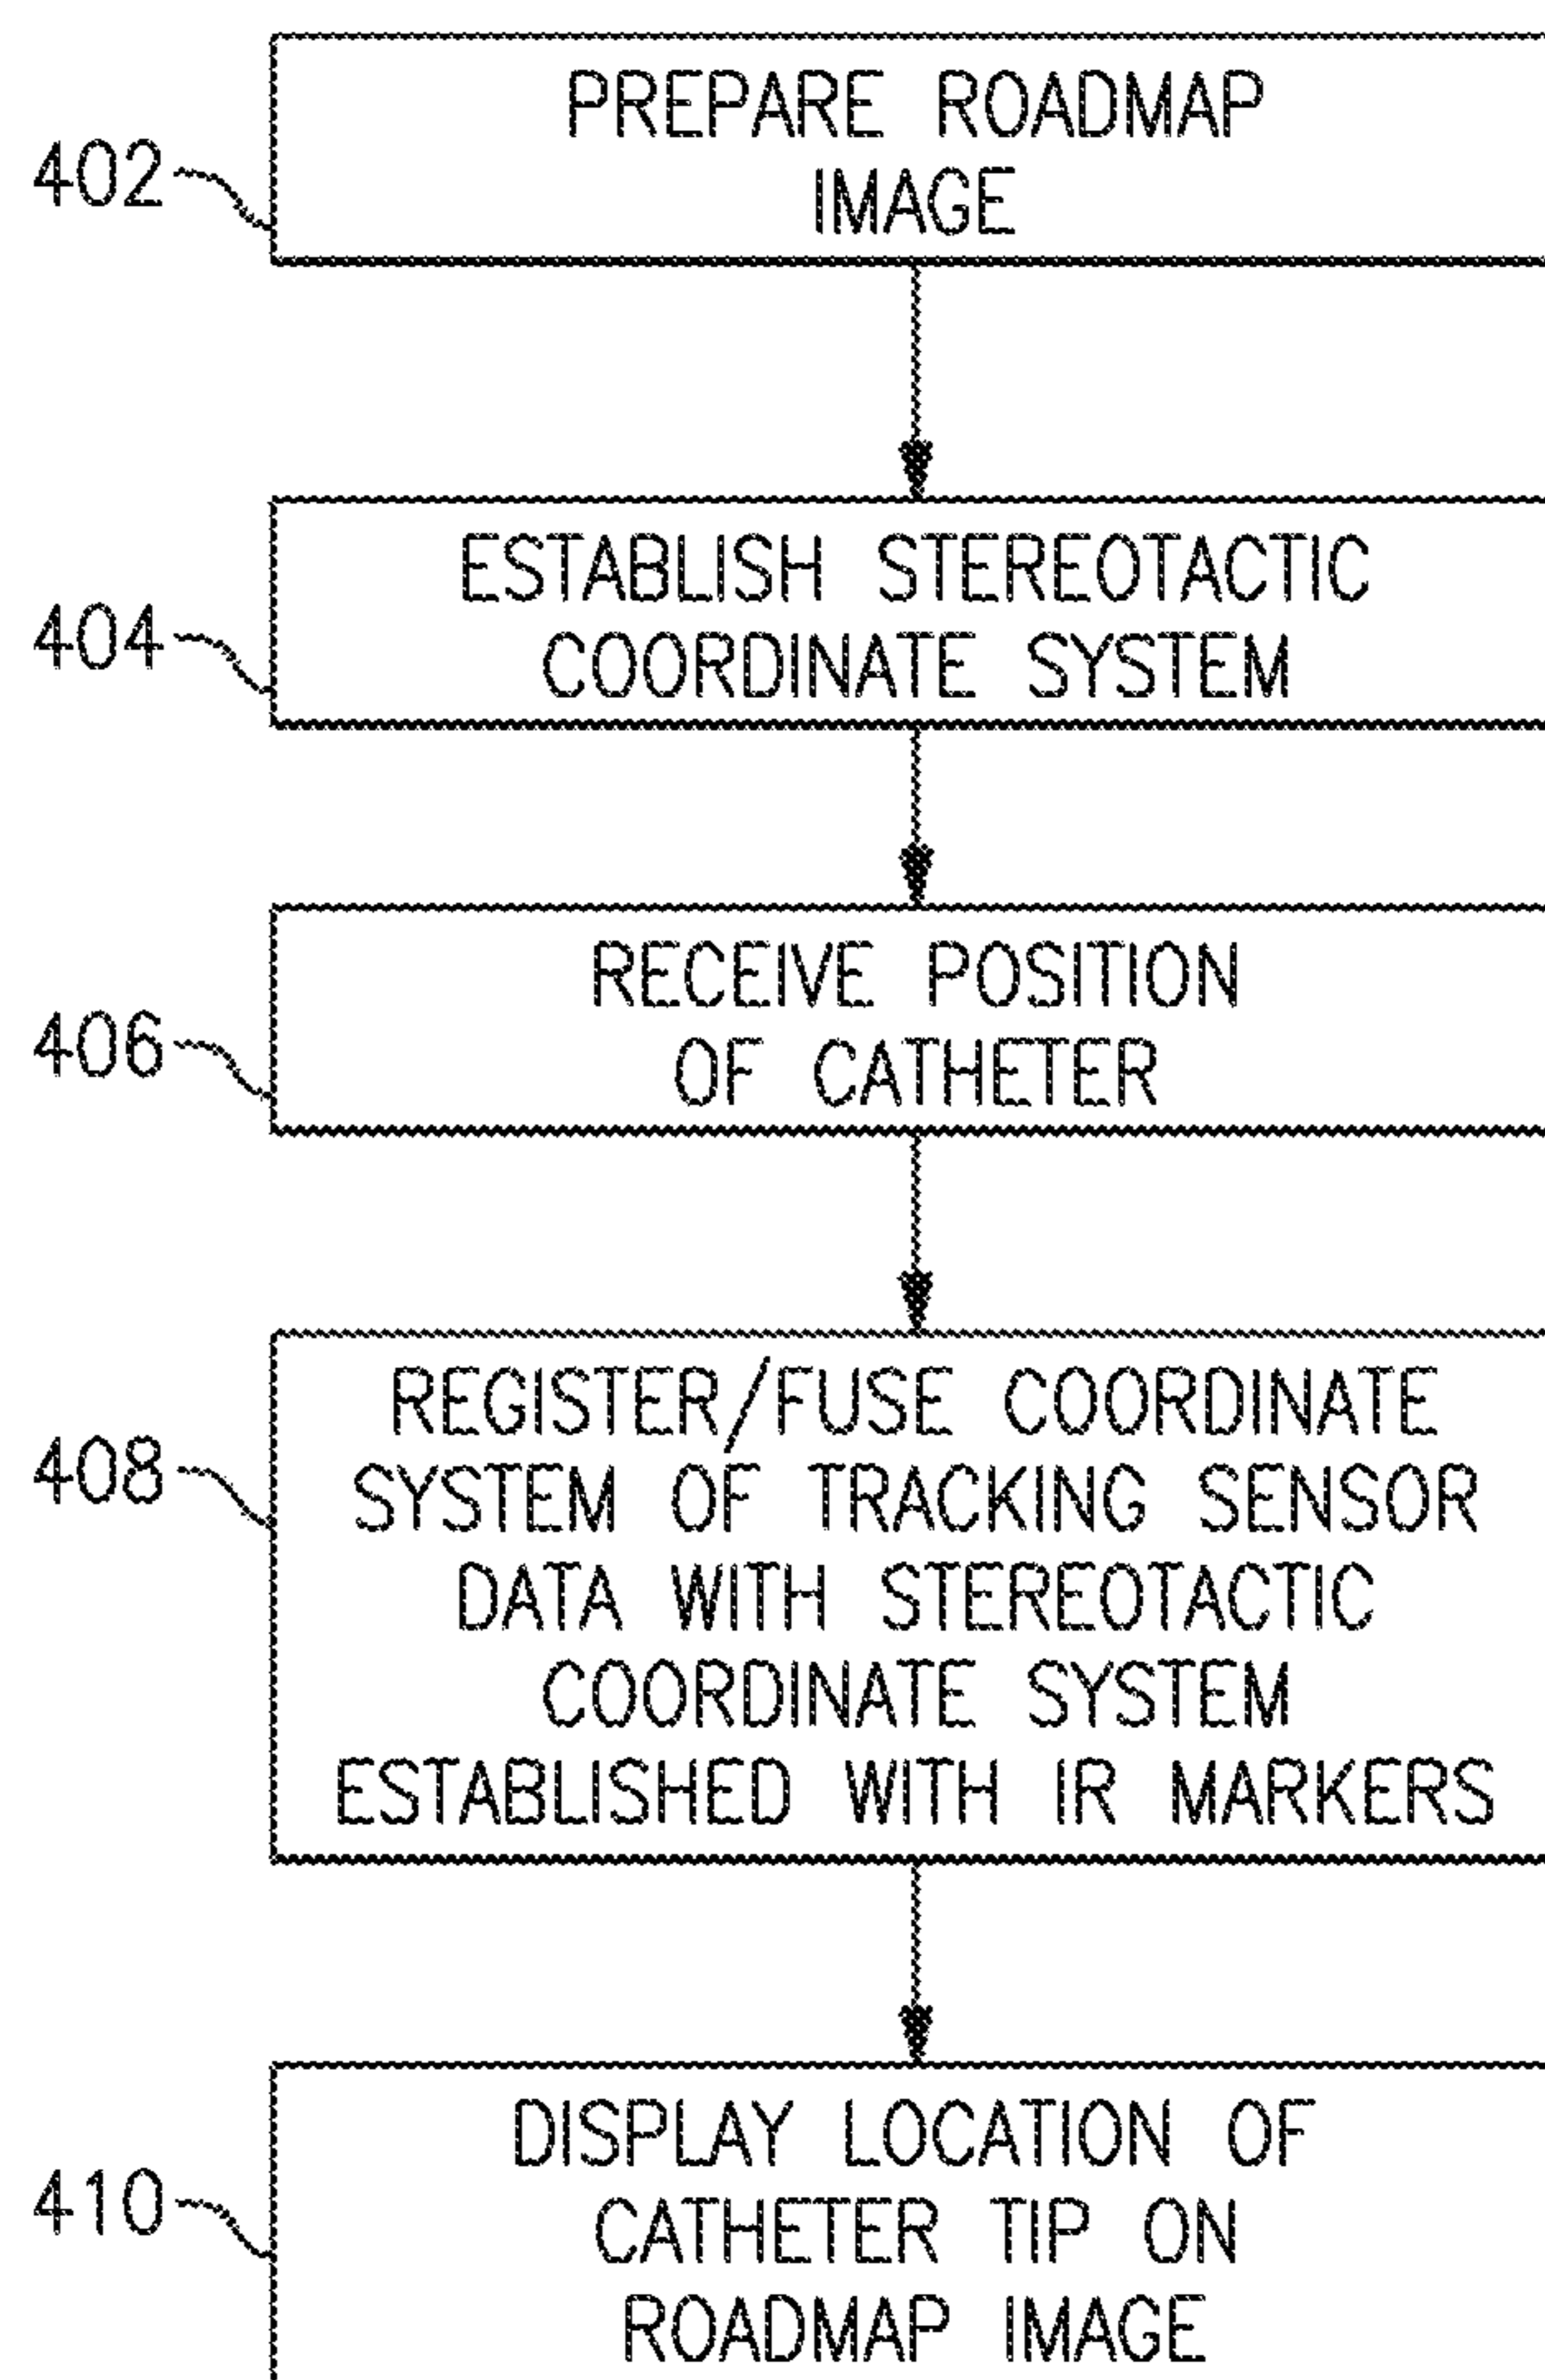 PREPARE ROADMAP
IMAGE
402
ESTABLISH STEREOTACTIC
COORDINATE SYSTEM
404
RECEIVE POSITION
OF CATHETER
406
REGISTER/FUSE COORDINATE
SYSTEM OF TRACKING SENSOR
DATA WITH STEREOTACTIC
COORDINATE SYSTEM
ESTABLISHED WITH IR MARKERS
408
DISPLAY LOCATION OF
CATHETER TIP ON
ROADMAP IMAGE
410